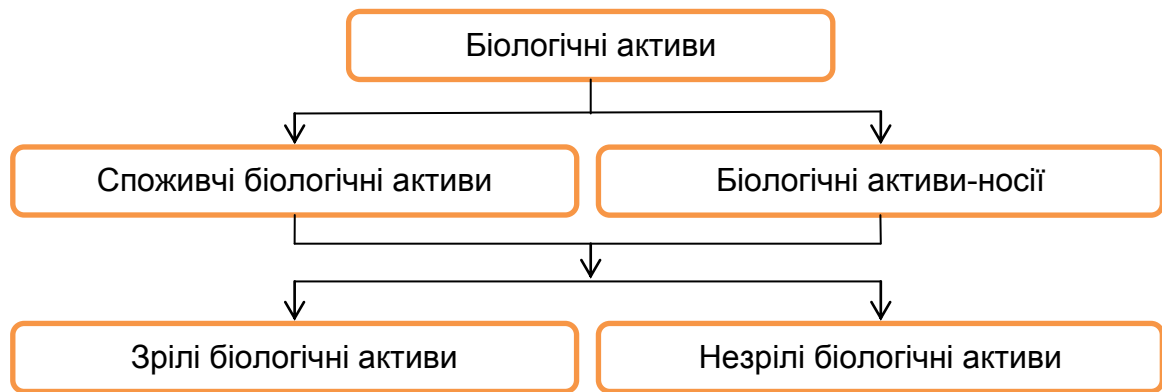 Біологічні активи
Споживчі біологічні активи
Біологічні активи-носії
Зрілі біологічні активи
Незрілі біологічні активи